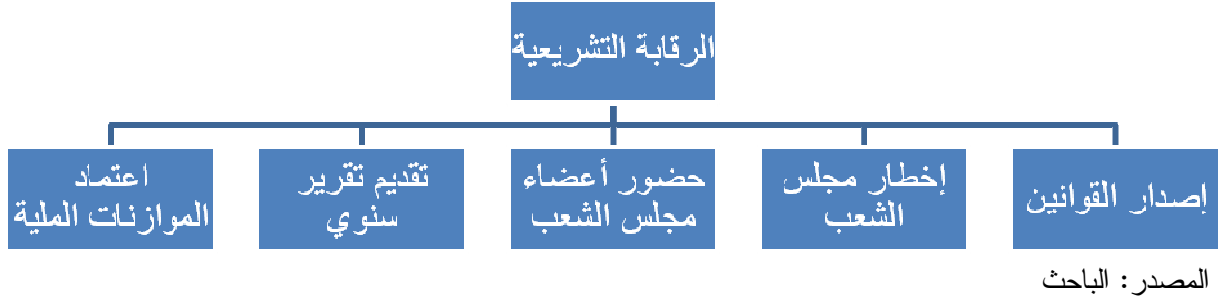 الرقابة التشريعية
إصدار القوانين
إخطار مجلس
الشعب
حضور أعضاء
مجلس الشعب
تقديم تقرير
سنوي
اعتماد
الموازنات الملية
المصدر: الباحث